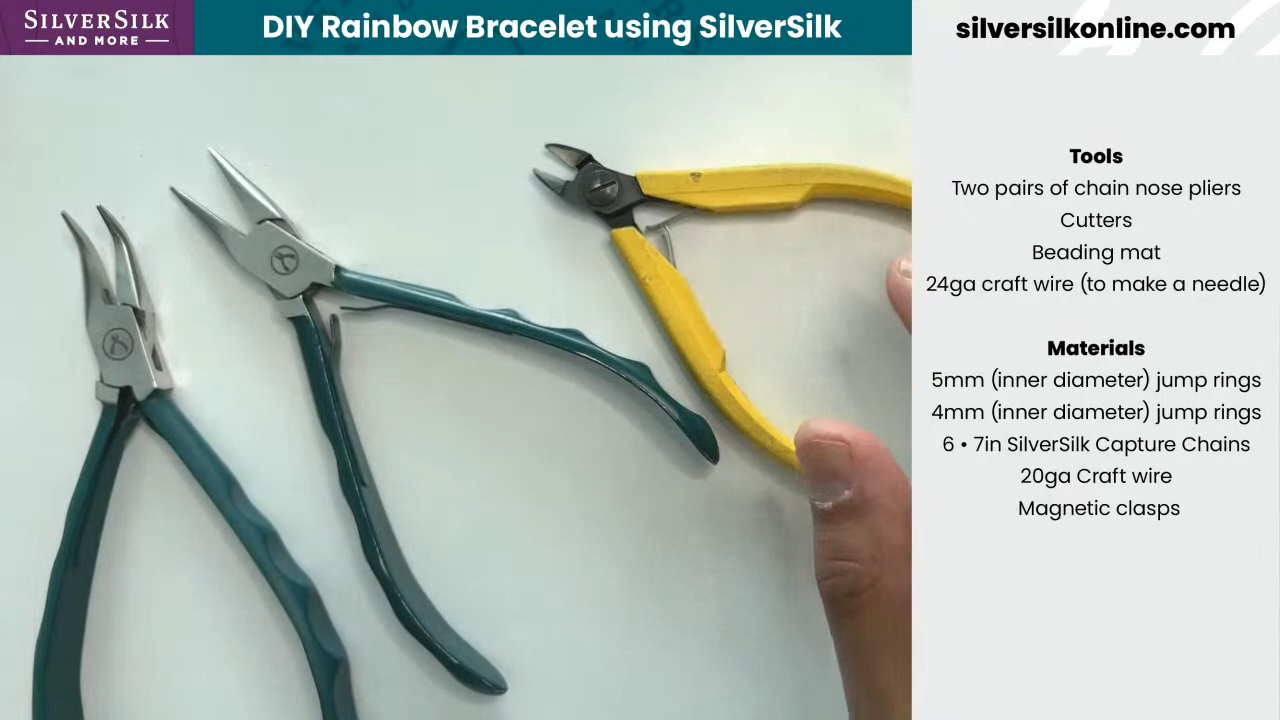 SILVERSILK
AND MORE
DIY Rainbow Bracelet using SilverSilk
silversilkonline.com
Tools
Two pairs of chain nose pliers
Cutters
Beading mat
24ga craft wire (to make a needle)
Materials
5mm (inner diameter) jump rings
4mm (inner diameter) jump rings
6 • 7in SilverSilk Capture Chains
20ga Craft wire
Magnetic clasps